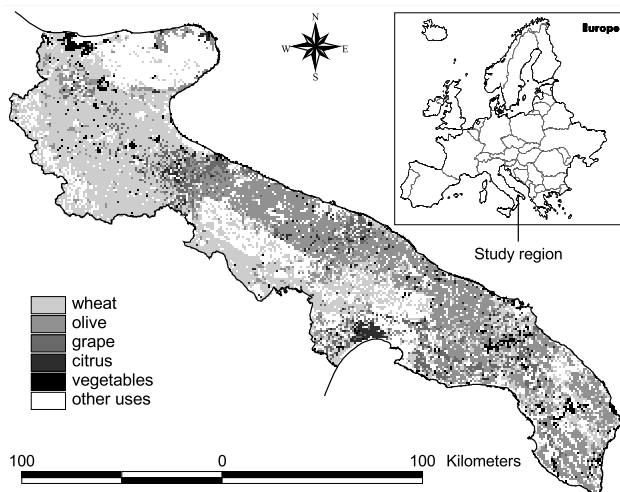 N
W E
S
Europe
Study region
wheat
olive
grape
citrus
vegetables
other uses
100 0 100 Kilometers